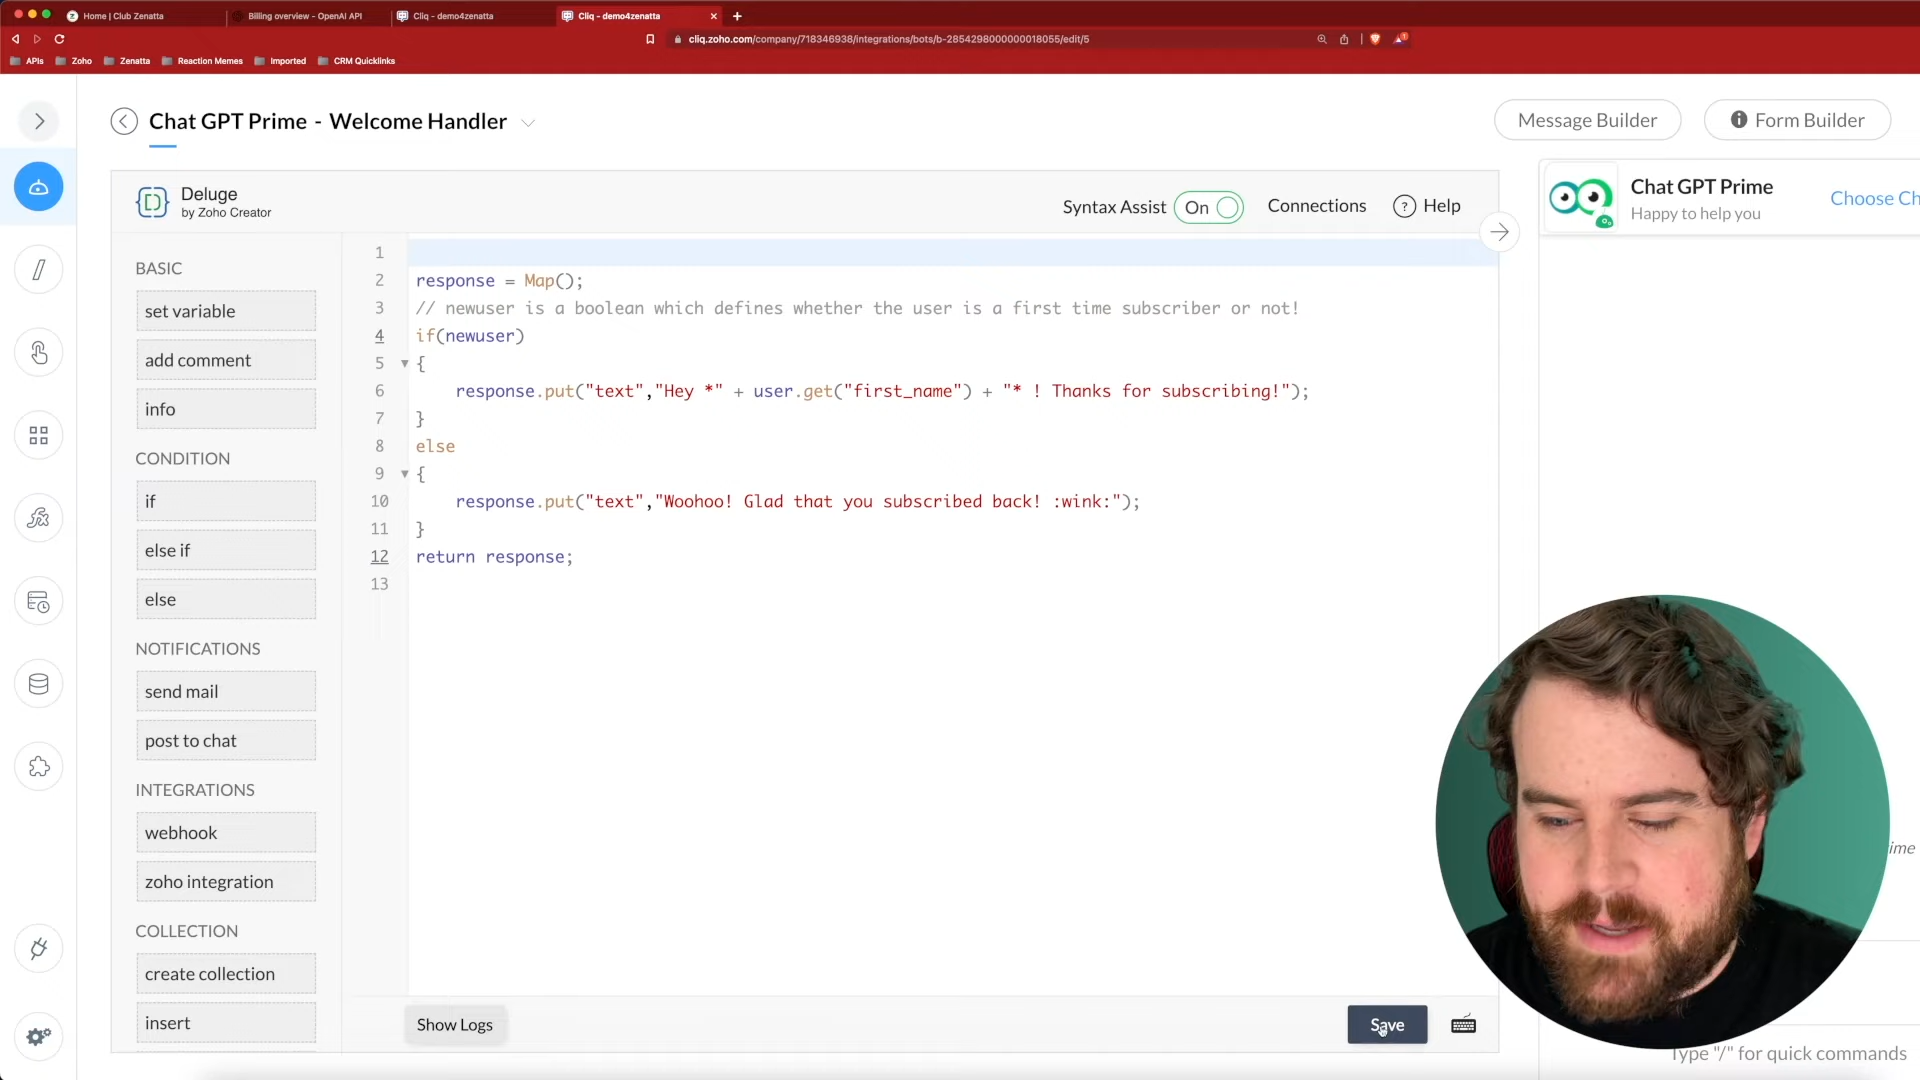 Home | Club Zenatta
Billing overview - OpenAI API
Cliq - demo4zenatta
Cliq - demo4zenatta
cliq.zoho.com/company/718346938/integrations/bots/b-2854298000000018055/edit/5
APIs
Zoho
Zenatta
Reaction Memes
Imported
CRM Quicklinks
Chat GPT Prime - Welcome Handler
Message Builder
Form Builder
Deluge
by Zoho Creator
Syntax Assist
On
Connections
? Help
Chat GPT Prime
Happy to help you
Choose Ch
BASIC
set variable
add comment
info
CONDITION
if
else if
else
NOTIFICATIONS
send mail
post to chat
INTEGRATIONS
webhook
zoho integration
COLLECTION
create collection
insert
1
2 response = Map();
3 // newuser is a boolean which defines whether the user is a first time subscriber or not!
4 if(newuser)
5 {
6 response.put("text","Hey *" + user.get("first_name") + "* ! Thanks for subscribing!");
7 }
8 else
9 {
10 response.put("text","Woohoo! Glad that you subscribed back! :wink:");
11 }
12 return response;
13
Show Logs
Save
ime
Type "/" for quick commands